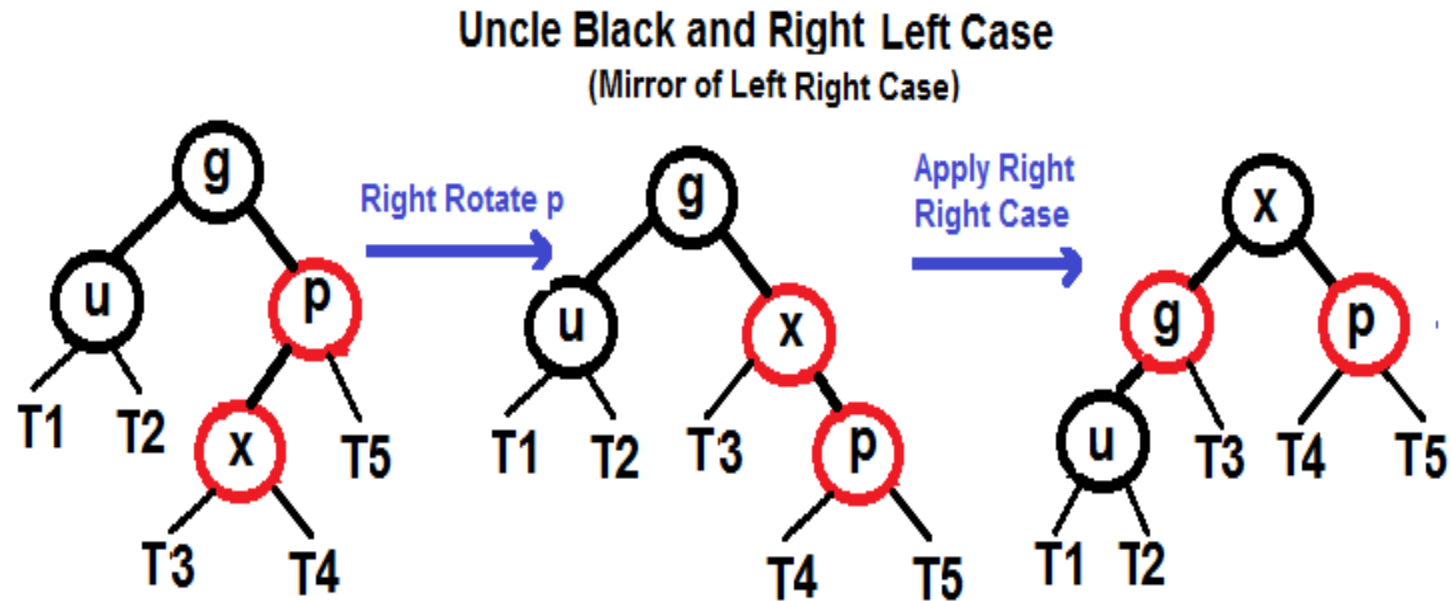 Uncle Black and Right Left Case
(Mirror of Left Right Case)
g
u
p
x
T1
T2
T5
T3
T4
Right Rotate p
g
u
x
p
T1
T2
T3
T4
T5
Apply Right
Right Case
x
g
p
u
T3
T4
T5
T1
T2